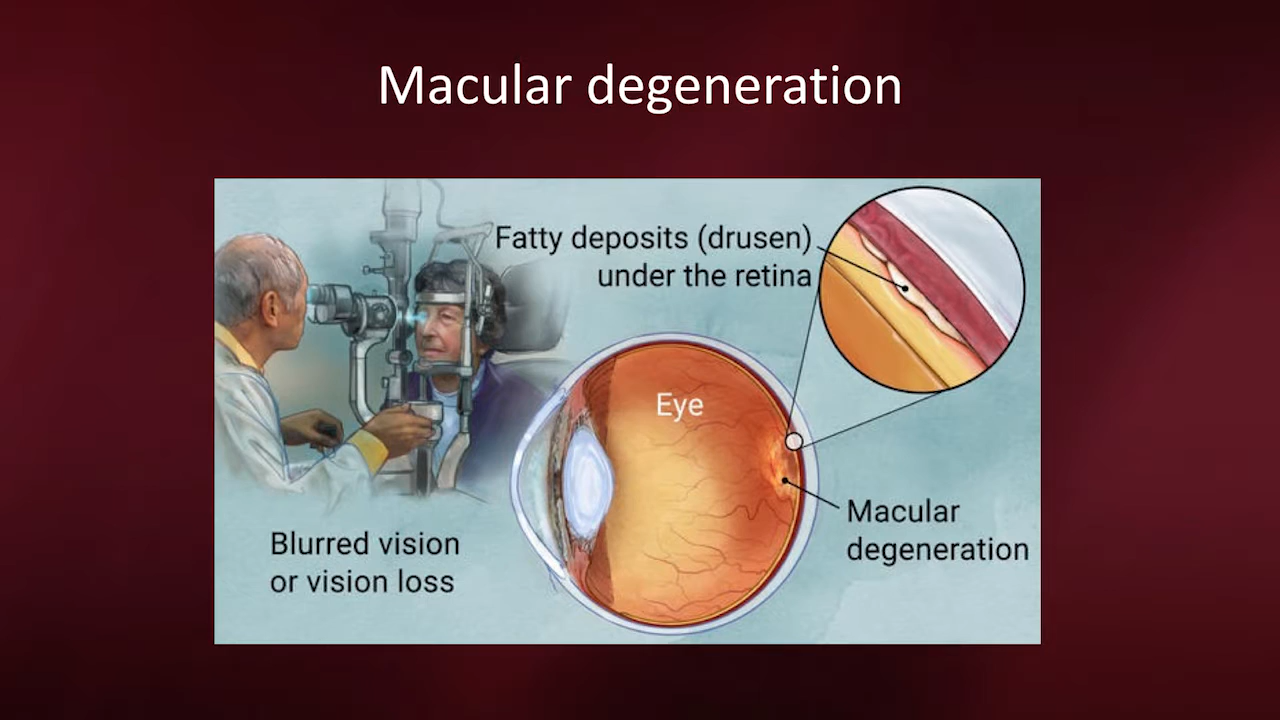 Macular degeneration
Fatty deposits (drusen)
under the retina
Eye
Macular
degeneration
Blurred vision
or vision loss